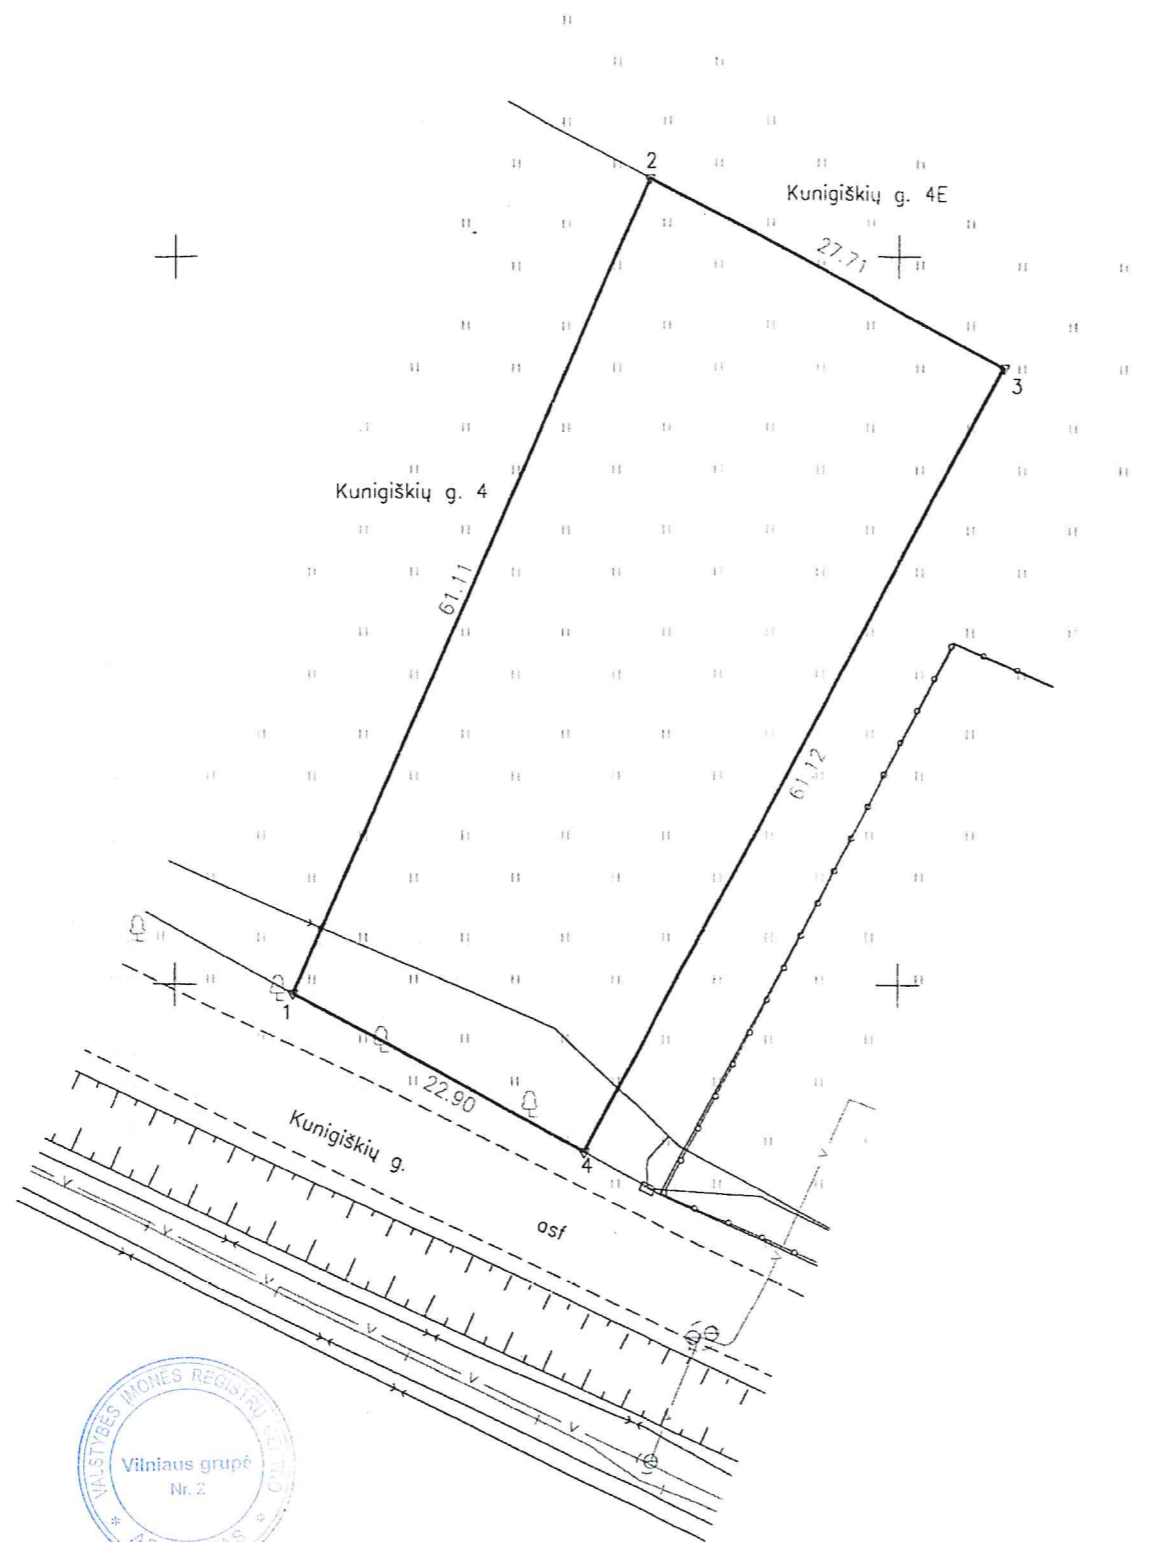 2
Kunigiškių g. 4E
27.71
3
Kunigiškių g. 4
61.11
61.12
1
22.90
4
Kunigiškių g.
asf
VALSTYBĖS ĮMONĖS REGISTRŲ
Vilniaus grupė
Nr. 2